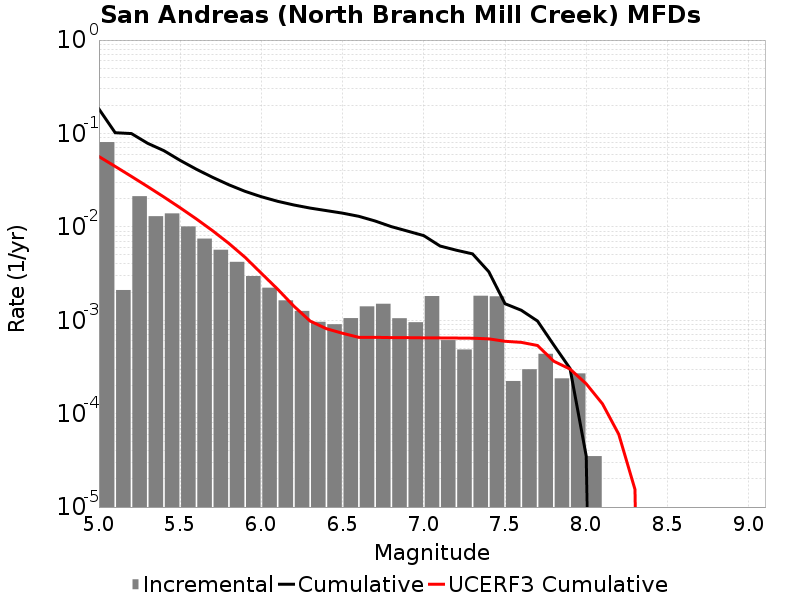 San Andreas (North Branch Mill Creek) MFDs
10^0
10^-1
10^-2
10^-3
10^-4
10^-5
Rate (1/yr)
5.0 5.5 6.0 6.5 7.0 7.5 8.0 8.5 9.0
Magnitude
Incremental Cumulative UCERF3 Cumulative